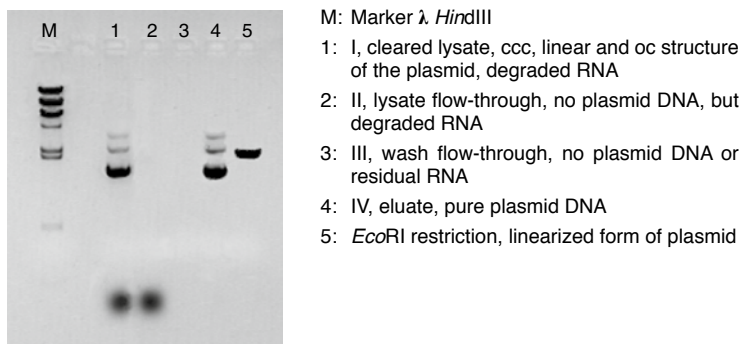 M 1 2 3 4 5
M: Marker λ HindIII
1: I, cleared lysate, ccc, linear and oc structure
of the plasmid, degraded RNA
2: II, lysate flow-through, no plasmid DNA, but
degraded RNA
3: III, wash flow-through, no plasmid DNA or
residual RNA
4: IV, eluate, pure plasmid DNA
5: EcoRI restriction, linearized form of plasmid